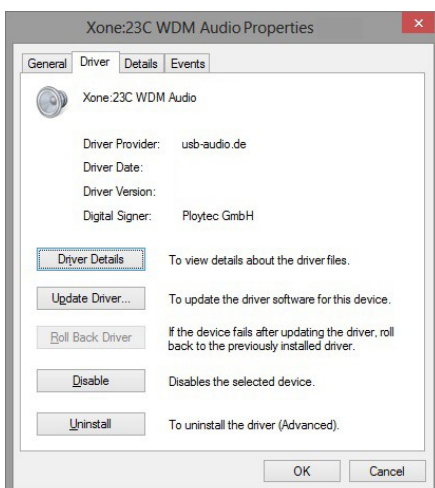 Xone:23C WDM Audio Properties
General Driver Details Events
Xone:23C WDM Audio
Driver Provider: usb-audio.de
Driver Date:
Driver Version:
Digital Signer: Ploytec GmbH
Driver Details To view details about the driver files.
Update Driver... To update the driver software for this device.
Roll Back Driver If the device fails after updating the driver, roll
back to the previously installed driver.
Disable Disables the selected device.
Uninstall To uninstall the driver (Advanced).
OK Cancel